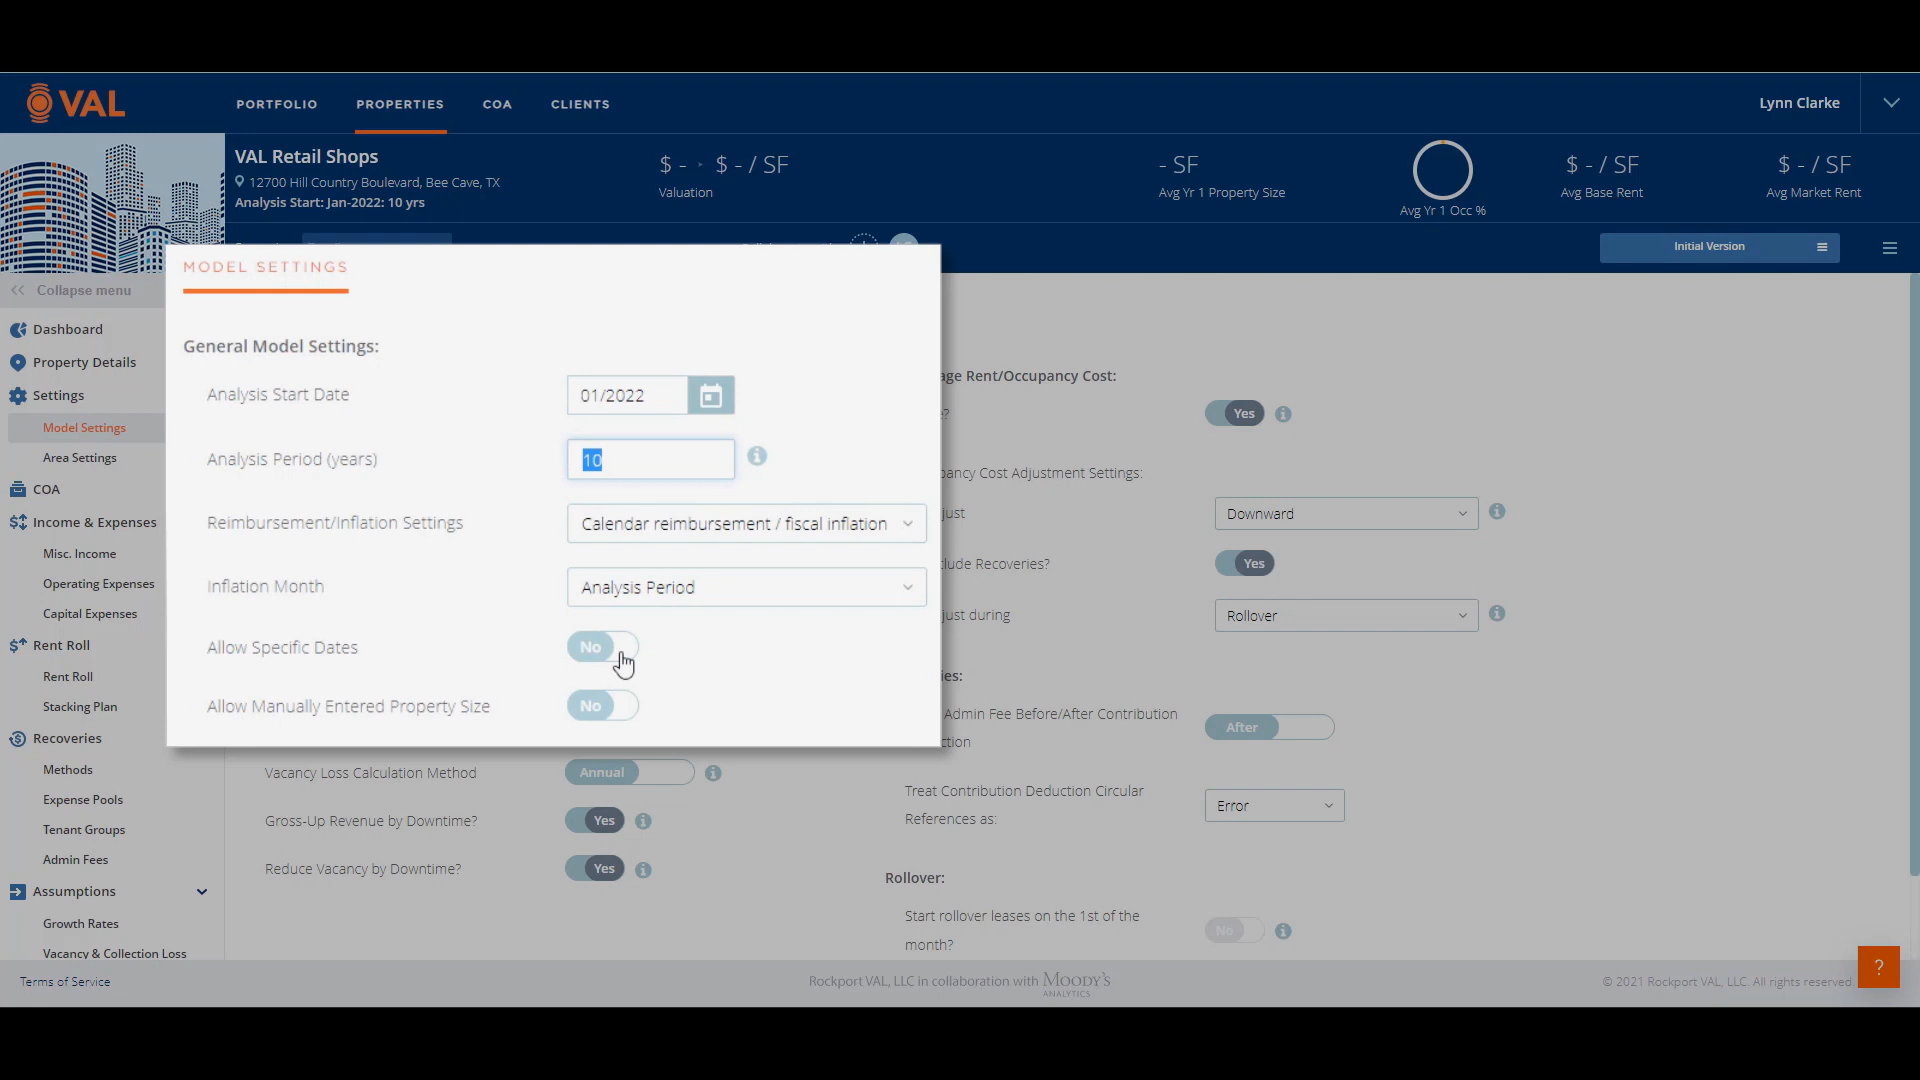 VAL
PORTFOLIO
PROPERTIES
COA
CLIENTS
Lynn Clarke
VAL Retail Shops
12700 Hill Country Boulevard, Bee Cave, TX
Analysis Start: Jan-2022: 10 yrs
$ - $ - / SF
Valuation
- SF
Avg Yr 1 Property Size
Avg Yr 1 Occ %
$ - / SF
Avg Base Rent
$ - / SF
Avg Market Rent
Initial Version
Collapse menu
Dashboard
Property Details
Settings
Model Settings
Area Settings
COA
Income & Expenses
Misc. Income
Operating Expenses
Capital Expenses
Rent Roll
Rent Roll
Stacking Plan
Recoveries
Methods
Expense Pools
Tenant Groups
Admin Fees
Assumptions
Growth Rates
Vacancy & Collection Loss
MODEL SETTINGS
General Model Settings:
Analysis Start Date 01/2022
Analysis Period (years) 10
Reimbursement/Inflation Settings Calendar reimbursement / fiscal inflation
Inflation Month Analysis Period
Allow Specific Dates No
Allow Manually Entered Property Size No
Vacancy Loss Calculation Method Annual
Gross-Up Revenue by Downtime? Yes
Reduce Vacancy by Downtime? Yes
age Rent/Occupancy Cost:
e? Yes
pancy Cost Adjustment Settings:
just Downward
lude Recoveries? Yes
just during Rollover
ies:
Admin Fee Before/After Contribution
ction
After
Treat Contribution Deduction Circular
References as:
Error
Rollover:
Start rollover leases on the 1st of the
month?
No
?
Terms of Service
Rockport VAL, LLC in collaboration with MOODY'S
ANALYTICS
© 2021 Rockport VAL, LLC. All rights reserved.